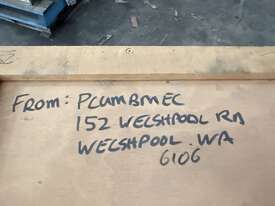 FROM: PLUMBMEC
152 WELSHPOOL RD
WELSHPOOL. WA
6106